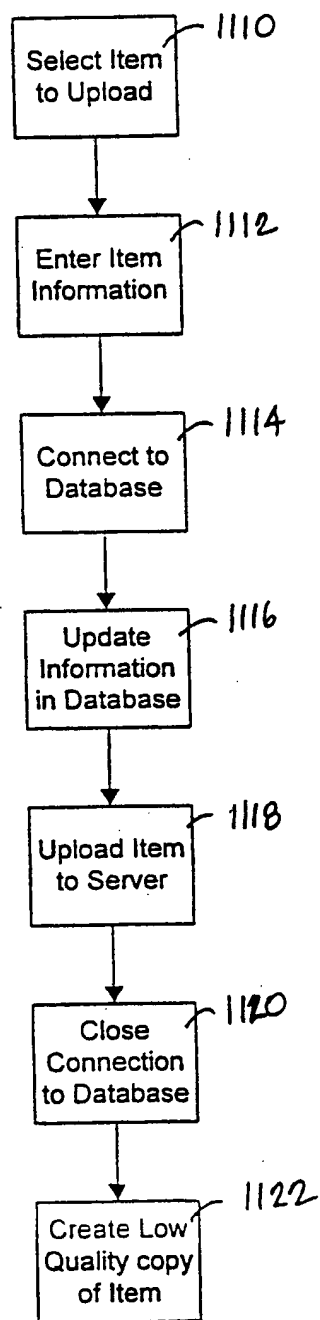 1110
Select Item
to Upload
1112
Enter Item
Information
1114
Connect to
Database
1116
Update
Information
in Database
1118
Upload Item
to Server
1120
Close
Connection
to Database
1122
Create Low
Quality copy
of Item